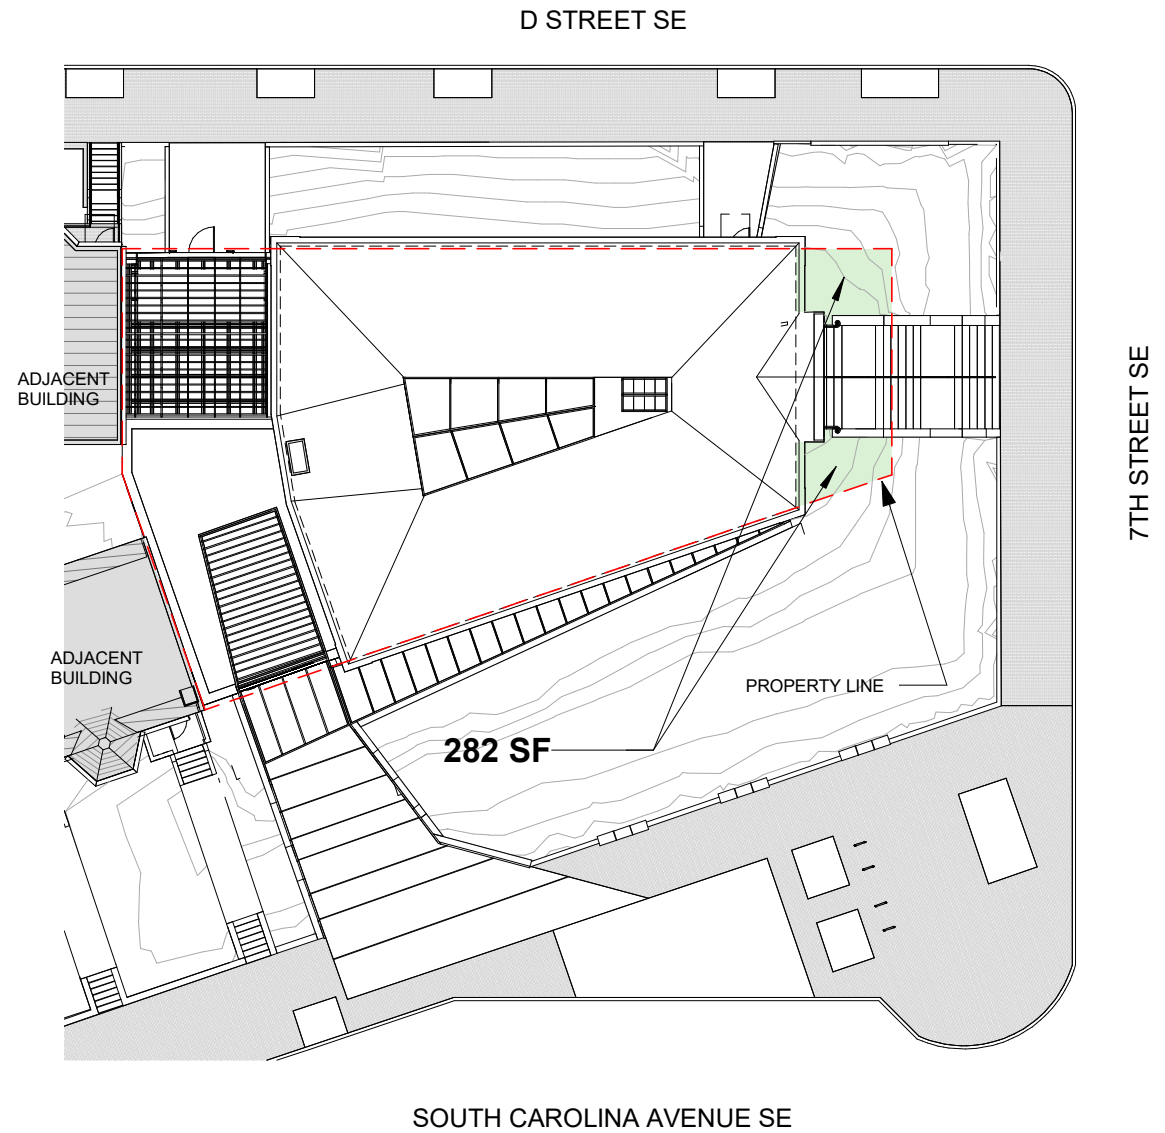 D STREET SE
ADJACENT
BUILDING
7TH STREET SE
ADJACENT
BUILDING
PROPERTY LINE
282 SF
SOUTH CAROLINA AVENUE SE